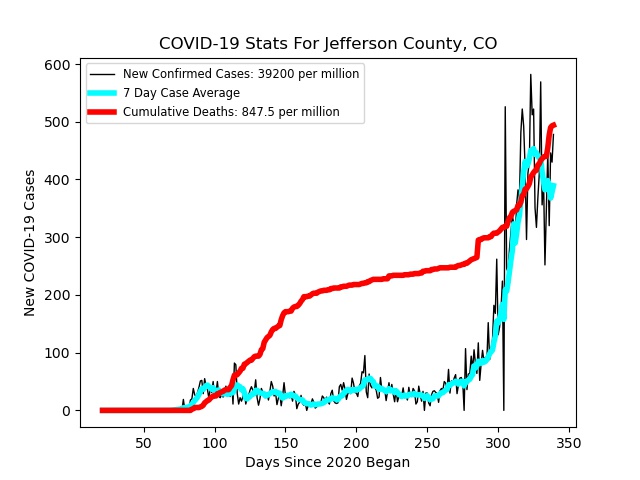 COVID-19 Stats For Jefferson County, CO
New Confirmed Cases: 39200 per million
7 Day Case Average
Cumulative Deaths: 847.5 per million
New COVID-19 Cases
600
500
400
300
200
100
0
50 100 150 200 250 300 350
Days Since 2020 Began